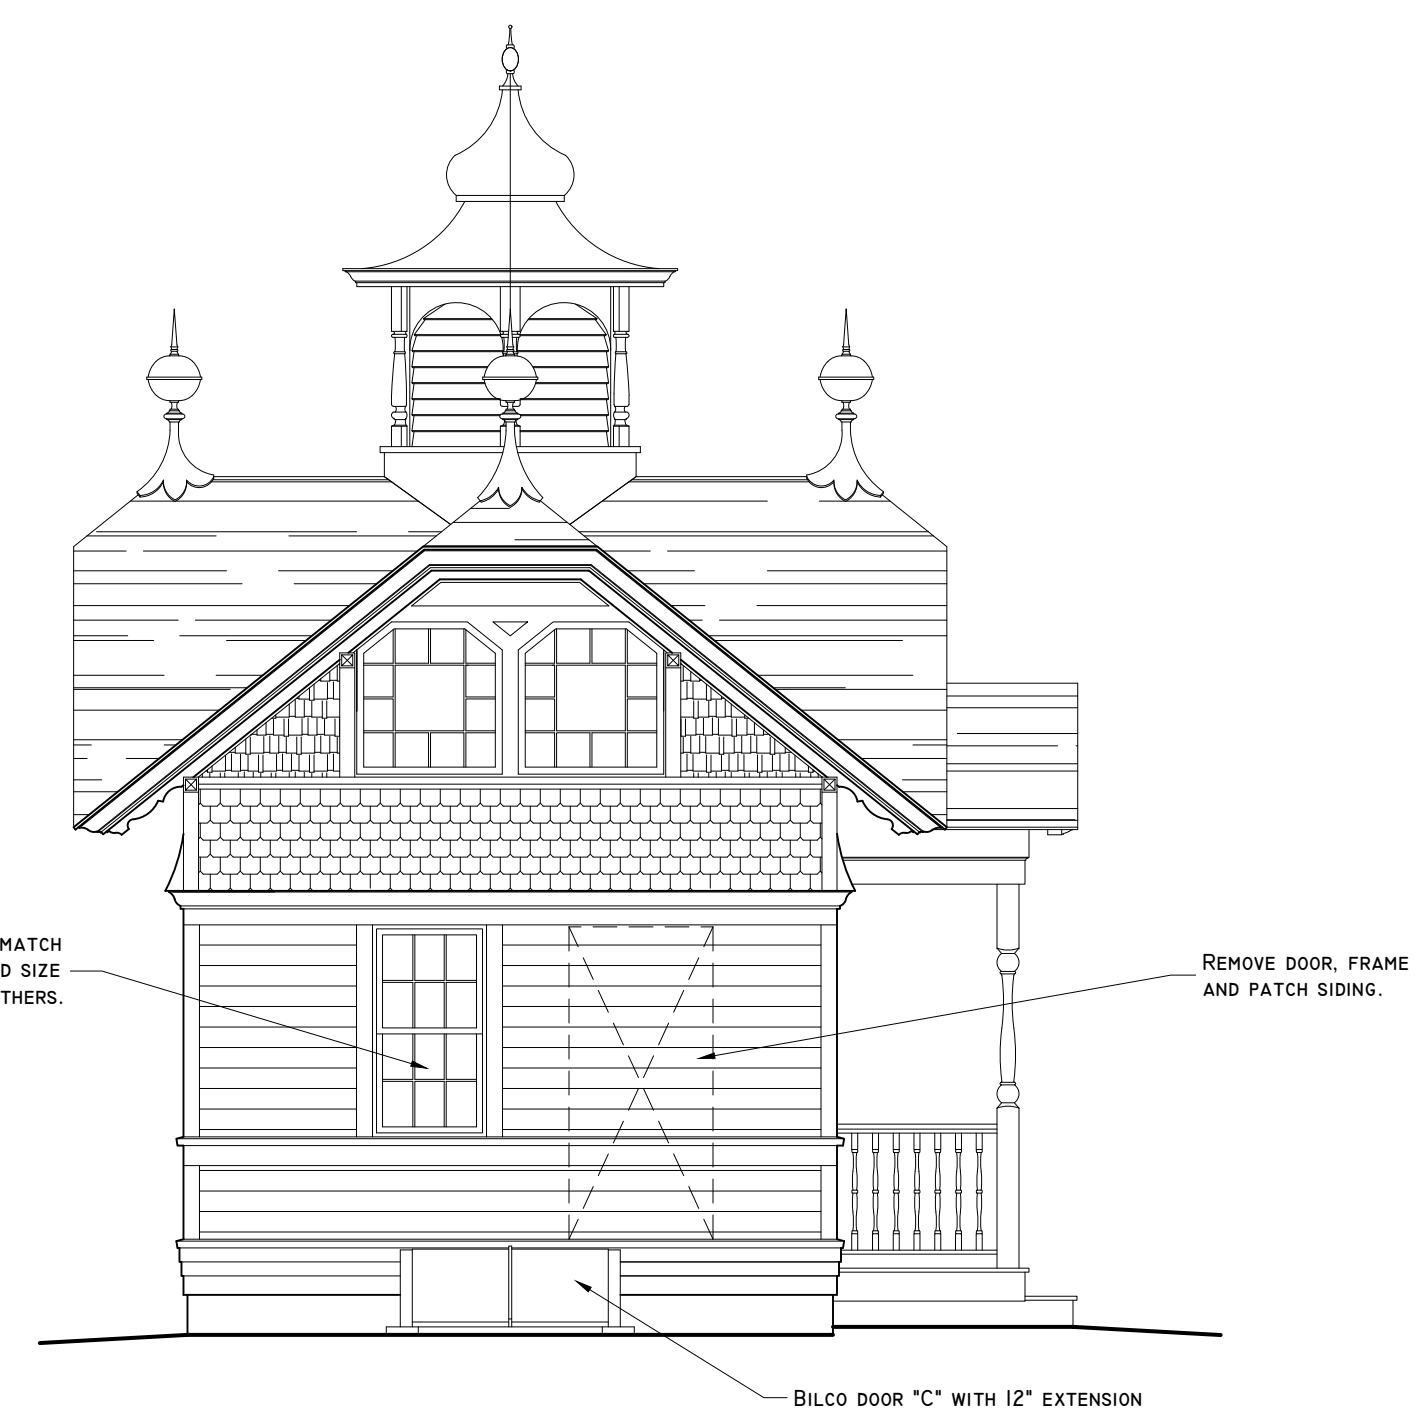 MATCH
D SIZE
THERS.
REMOVE DOOR, FRAME
AND PATCH SIDING.
BILCO DOOR "C" WITH 12" EXTENSION